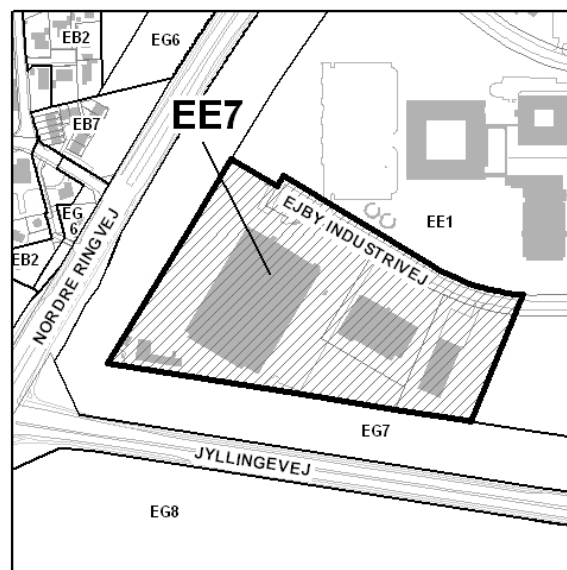 EB2
EG6
EE7
EB7
EG
6
EB2
NORDRE RINGVEJ
EJBY INDUSTRIVEJ
EE1
EG7
JYLLINGEVEJ
EG8